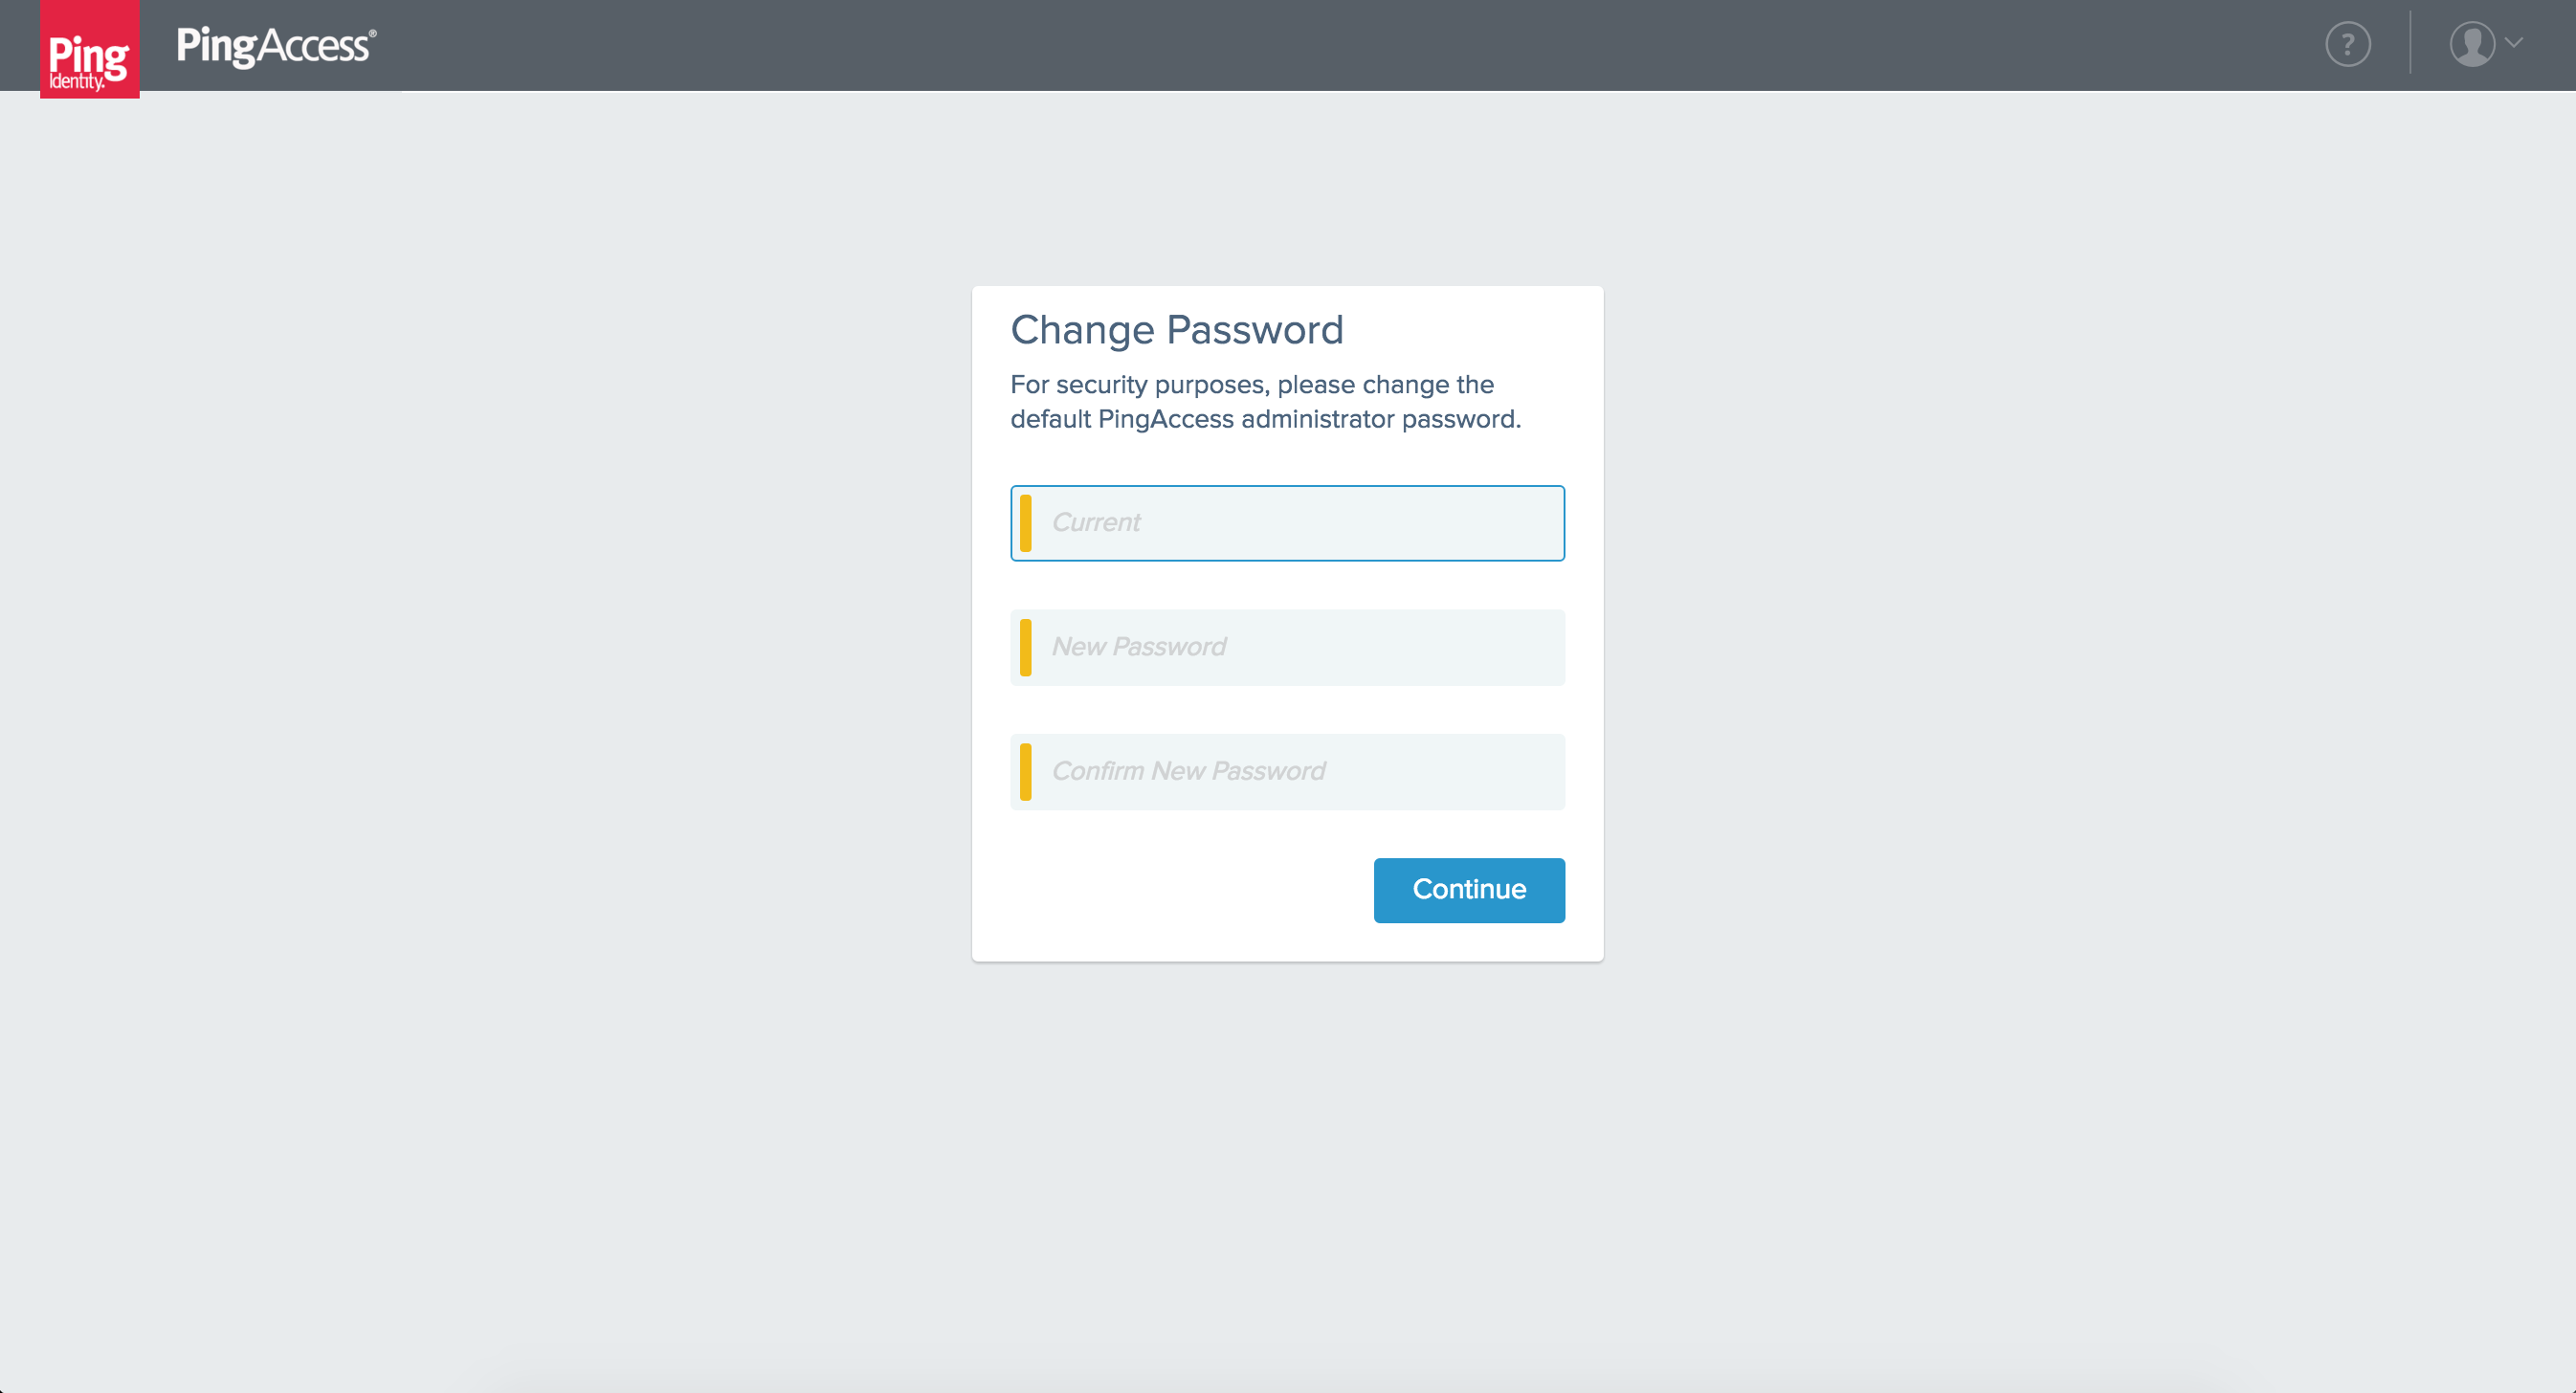 Ping
Identity.
PingAccess®
?
Change Password
For security purposes, please change the
default PingAccess administrator password.
Current
New Password
Confirm New Password
Continue